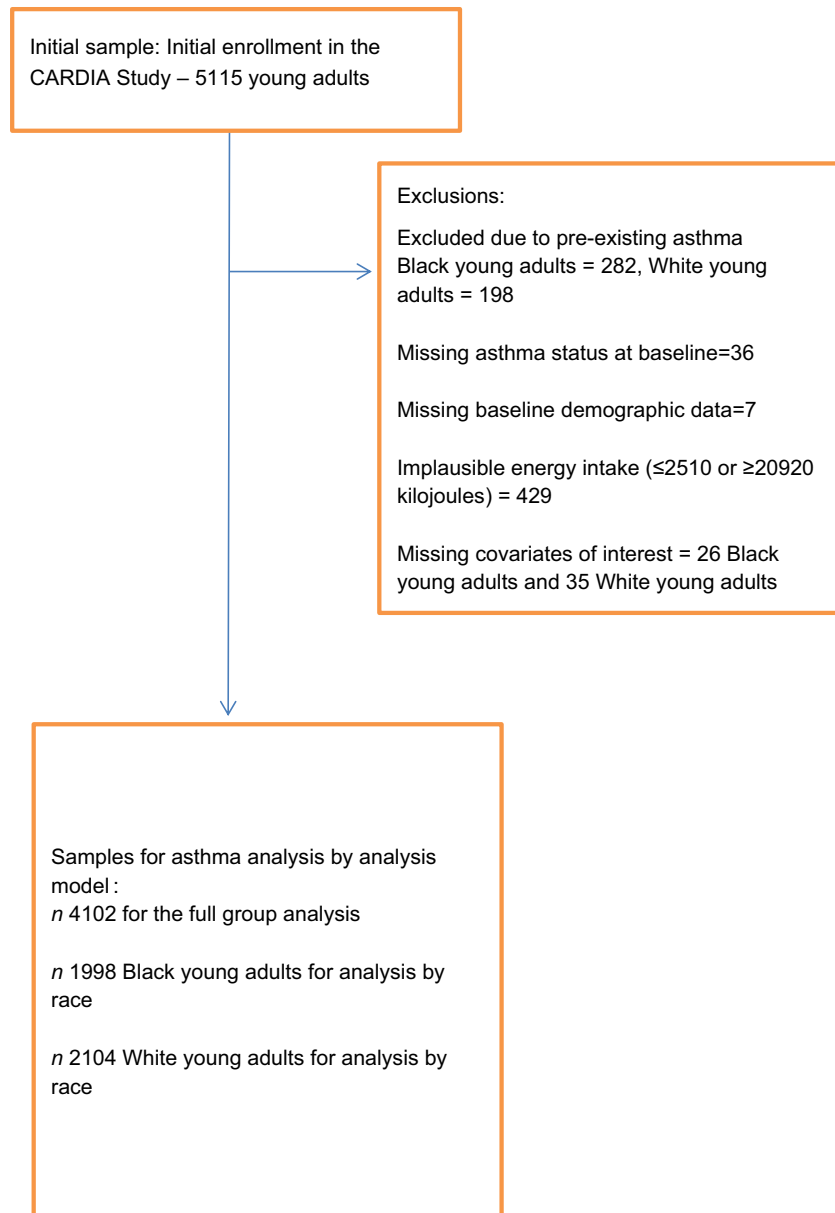 Initial sample: Initial enrollment in the
CARDIA Study – 5115 young adults
Exclusions:
Excluded due to pre-existing asthma
Black young adults = 282, White young
adults = 198
Missing asthma status at baseline=36
Missing baseline demographic data=7
Implausible energy intake (≤2510 or ≥20920
kilojoules) = 429
Missing covariates of interest = 26 Black
young adults and 35 White young adults
Samples for asthma analysis by analysis
model :
n 4102 for the full group analysis
n 1998 Black young adults for analysis by
race
n 2104 White young adults for analysis by
race